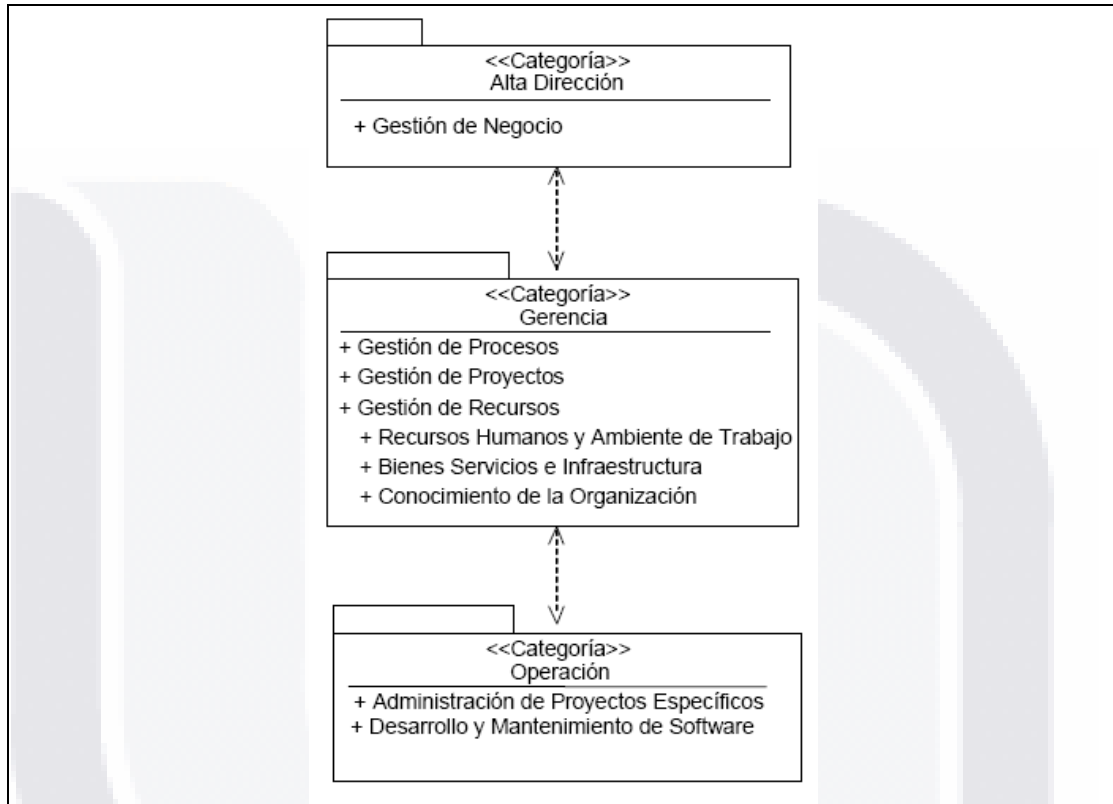 <<Categoría>>
Alta Dirección
+ Gestión de Negocio
<<Categoría>>
Gerencia
+ Gestión de Procesos
+ Gestión de Proyectos
+ Gestión de Recursos
+ Recursos Humanos y Ambiente de Trabajo
+ Bienes Servicios e Infraestructura
+ Conocimiento de la Organización
<<Categoría>>
Operación
+ Administración de Proyectos Específicos
+ Desarrollo y Mantenimiento de Software